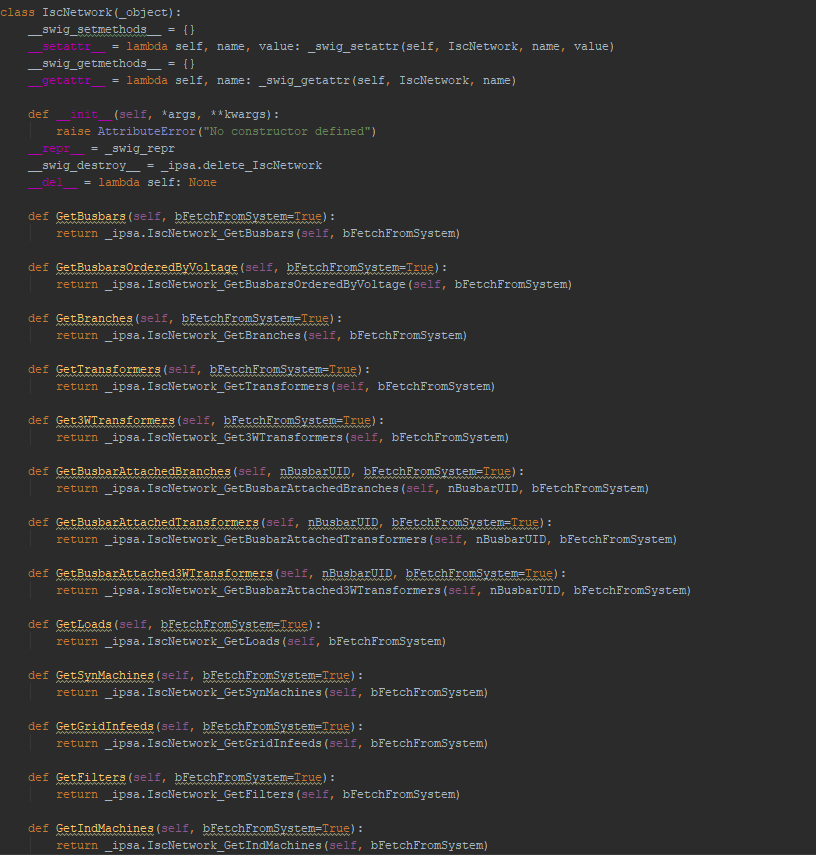 class IscNetwork(_object):
    __swig_setmethods__ = {}
    __setattr__ = lambda self, name, value: _swig_setattr(self, IscNetwork, name, value)
    __swig_getmethods__ = {}
    __getattr__ = lambda self, name: _swig_getattr(self, IscNetwork, name)

    def __init__(self, *args, **kwargs):
        raise AttributeError("No constructor defined")
    __repr__ = _swig_repr
    __swig_destroy__ = _ipsa.delete_IscNetwork
    __del__ = lambda self: None

    def GetBusbars(self, bFetchFromSystem=True):
        return _ipsa.IscNetwork_GetBusbars(self, bFetchFromSystem)

    def GetBusbarsOrderedByVoltage(self, bFetchFromSystem=True):
        return _ipsa.IscNetwork_GetBusbarsOrderedByVoltage(self, bFetchFromSystem)

    def GetBranches(self, bFetchFromSystem=True):
        return _ipsa.IscNetwork_GetBranches(self, bFetchFromSystem)

    def GetTransformers(self, bFetchFromSystem=True):
        return _ipsa.IscNetwork_GetTransformers(self, bFetchFromSystem)

    def Get3WTransformers(self, bFetchFromSystem=True):
        return _ipsa.IscNetwork_Get3WTransformers(self, bFetchFromSystem)

    def GetBusbarAttachedBranches(self, nBusbarUID, bFetchFromSystem=True):
        return _ipsa.IscNetwork_GetBusbarAttachedBranches(self, nBusbarUID, bFetchFromSystem)

    def GetBusbarAttachedTransformers(self, nBusbarUID, bFetchFromSystem=True):
        return _ipsa.IscNetwork_GetBusbarAttachedTransformers(self, nBusbarUID, bFetchFromSystem)

    def GetBusbarAttached3WTransformers(self, nBusbarUID, bFetchFromSystem=True):
        return _ipsa.IscNetwork_GetBusbarAttached3WTransformers(self, nBusbarUID, bFetchFromSystem)

    def GetLoads(self, bFetchFromSystem=True):
        return _ipsa.IscNetwork_GetLoads(self, bFetchFromSystem)

    def GetSynMachines(self, bFetchFromSystem=True):
        return _ipsa.IscNetwork_GetSynMachines(self, bFetchFromSystem)

    def GetGridInfeeds(self, bFetchFromSystem=True):
        return _ipsa.IscNetwork_GetGridInfeeds(self, bFetchFromSystem)

    def GetFilters(self, bFetchFromSystem=True):
        return _ipsa.IscNetwork_GetFilters(self, bFetchFromSystem)

    def GetIndMachines(self, bFetchFromSystem=True):
        return _ipsa.IscNetwork_GetIndMachines(self, bFetchFromSystem)